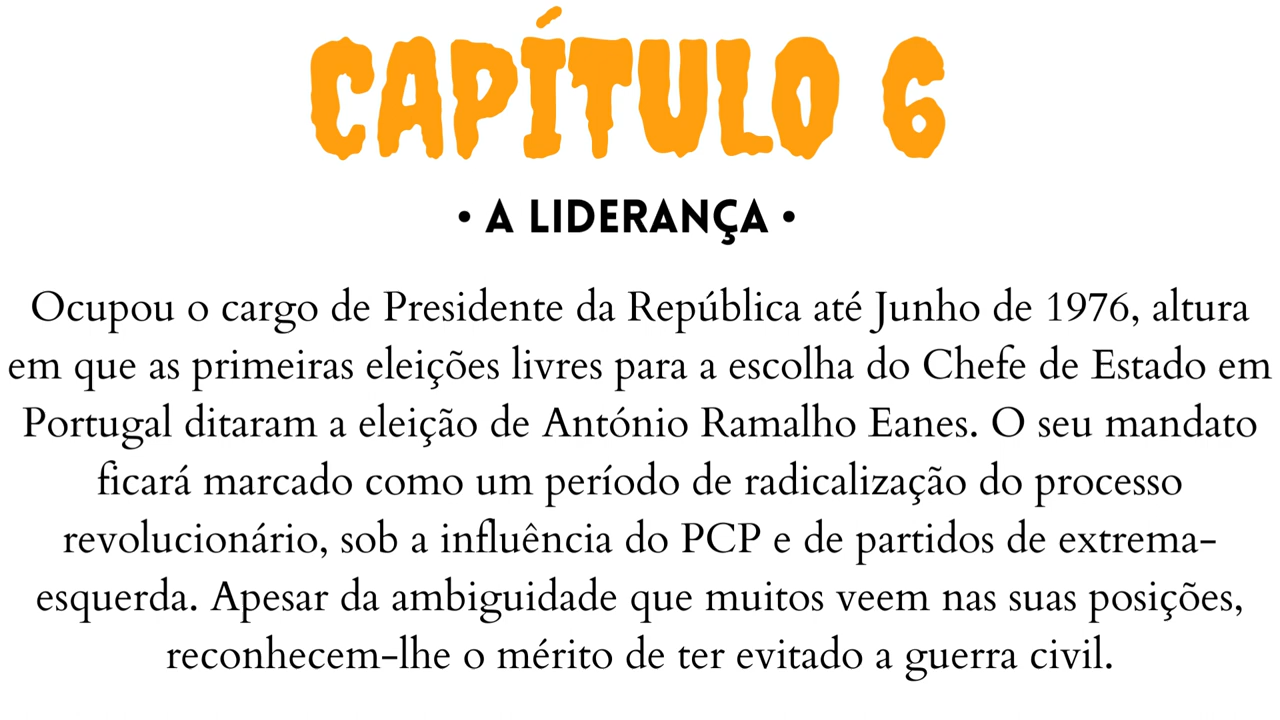 CAPÍTULO 6
• A LIDERANÇA •
Ocupou o cargo de Presidente da República até Junho de 1976, altura
em que as primeiras eleições livres para a escolha do Chefe de Estado em
Portugal ditaram a eleição de António Ramalho Eanes. O seu mandato
ficará marcado como um período de radicalização do processo
revolucionário, sob a influência do PCP e de partidos de extrema-
esquerda. Apesar da ambiguidade que muitos veem nas suas posições,
reconhecem-lhe o mérito de ter evitado a guerra civil.